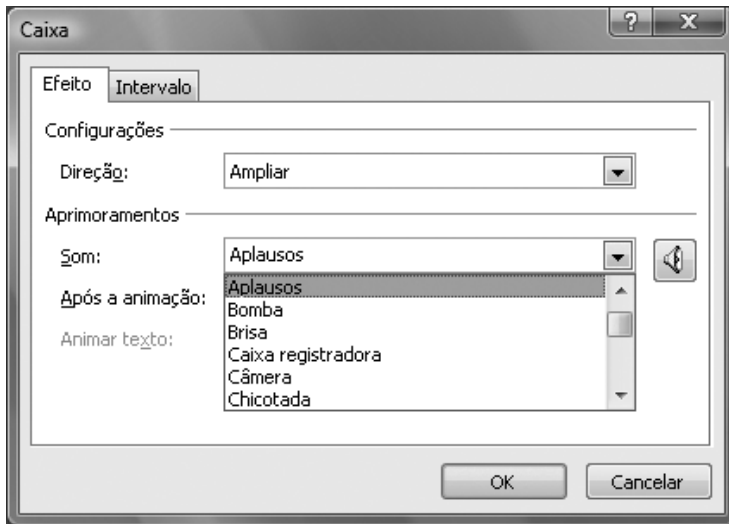 Caixa
Efeito Intervalo
Configurações
Direção: Ampliar
Aprimoramentos
Som: Aplausos
Após a animação: Aplausos
Bomba
Animar texto: Brisa
Caixa registradora
Câmera
Chicotada
OK Cancelar